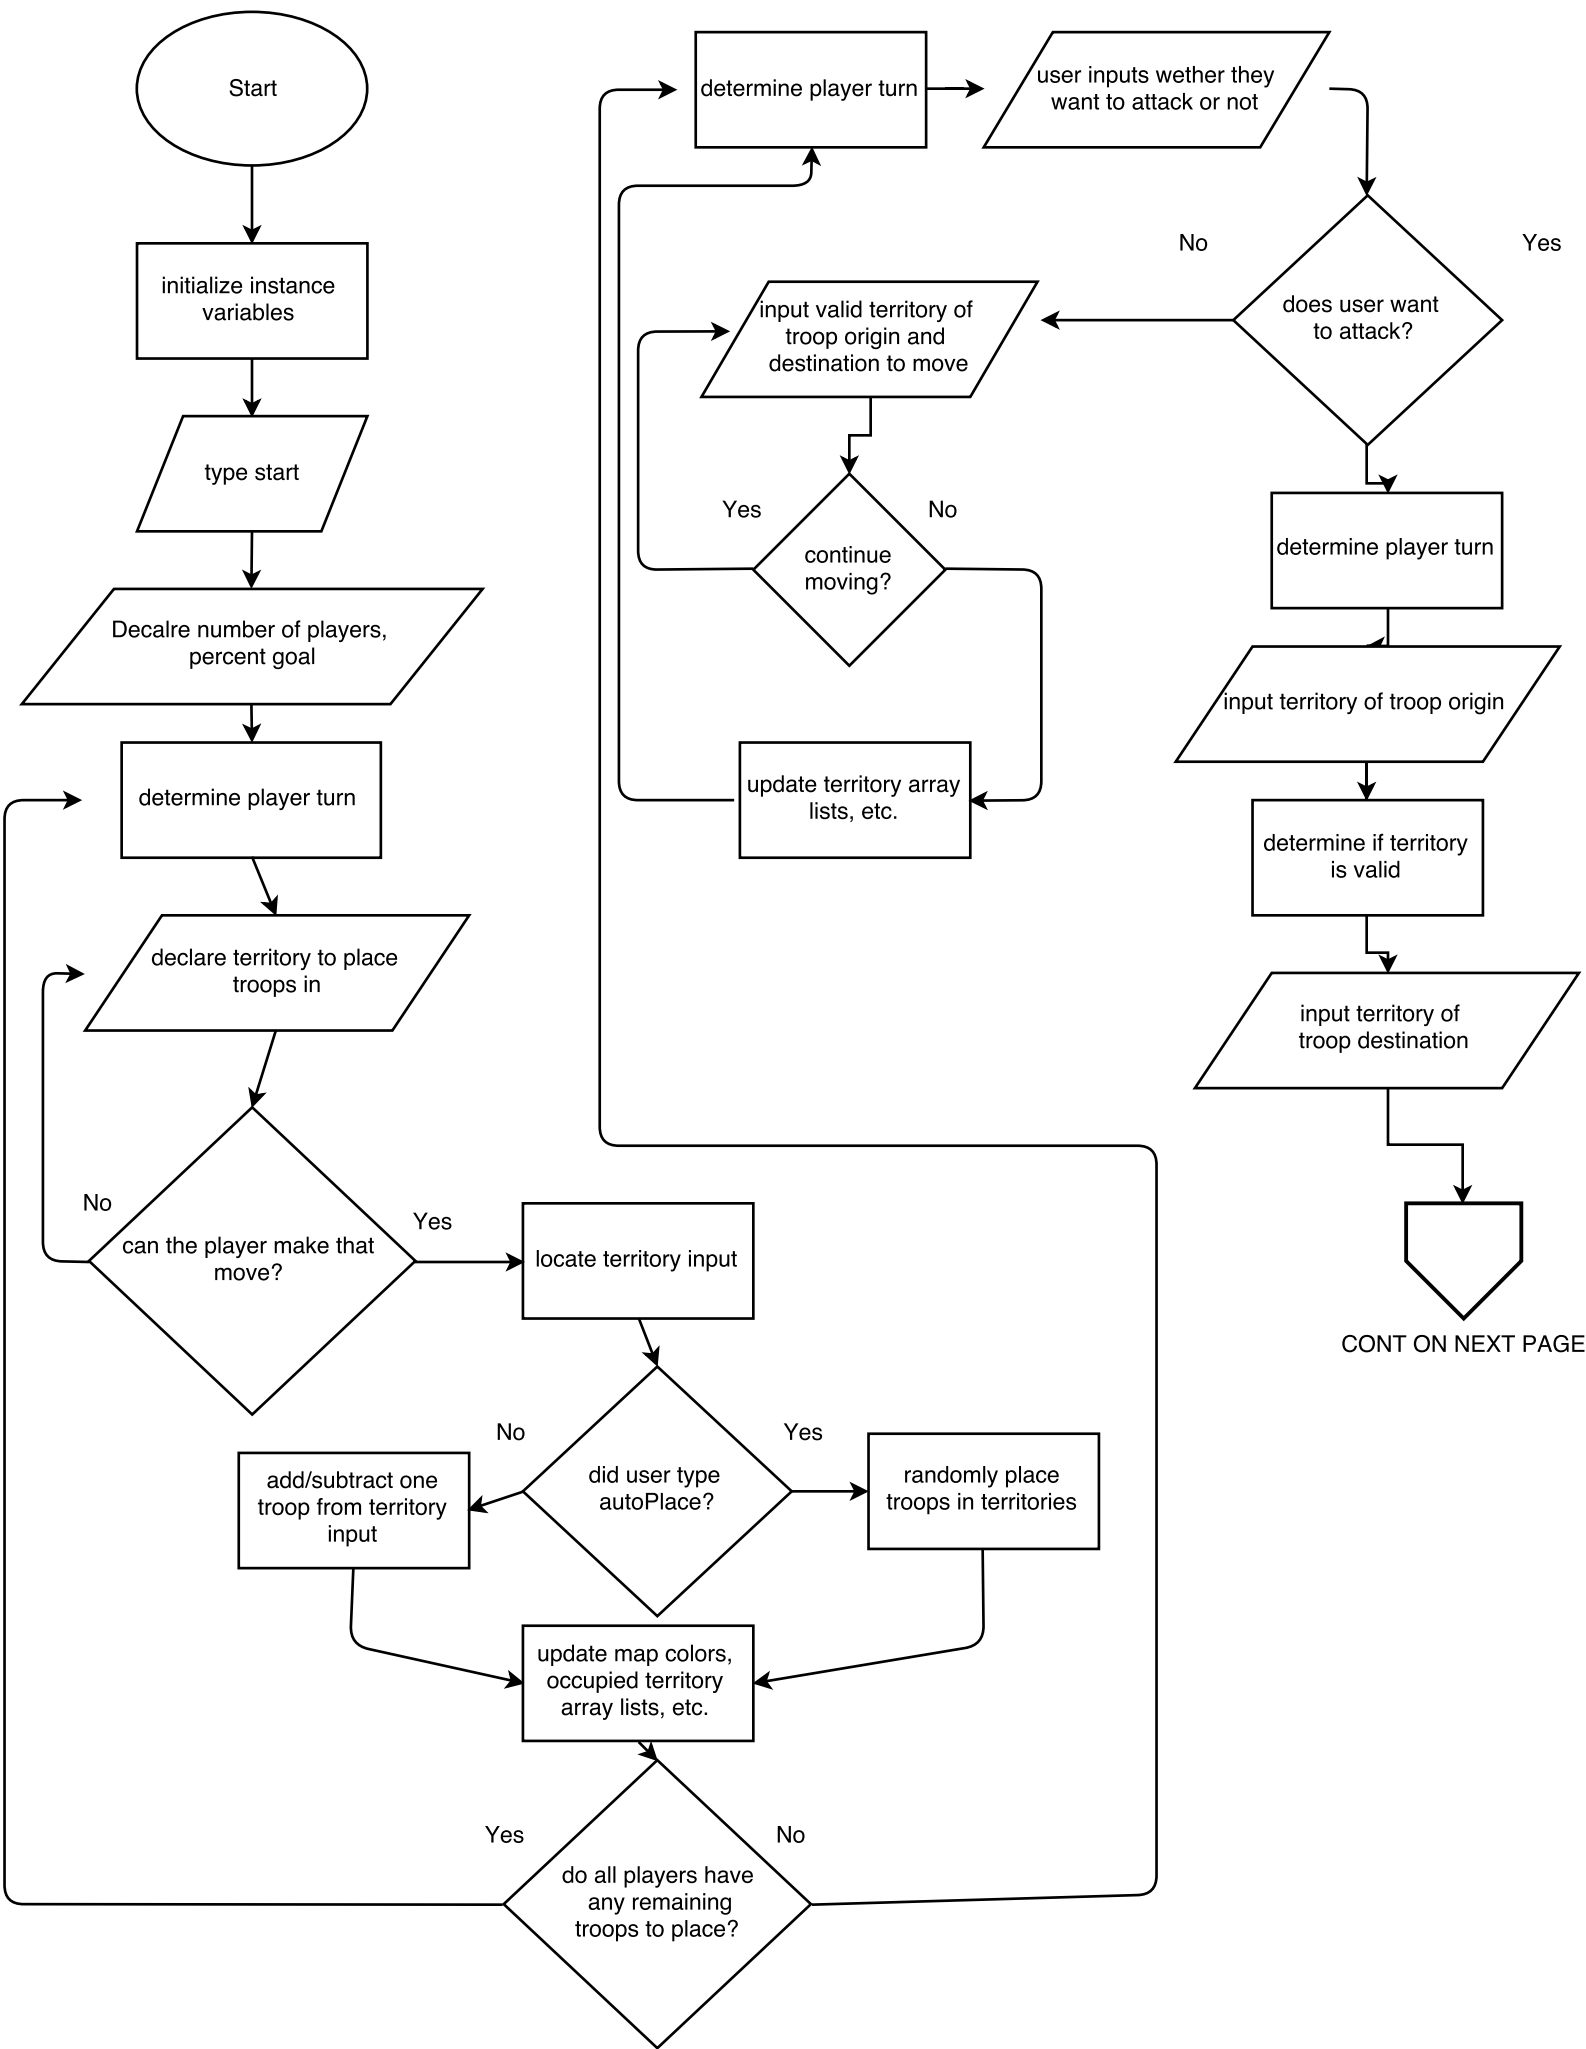 Start
initialize instance
variables
type start
Decalre number of players,
percent goal
determine player turn
declare territory to place
troops in
No
can the player make that
move?
Yes
locate territory input
No
did user type
autoPlace?
Yes
add/subtract one
troop from territory
input
randomly place
troops in territories
update map colors,
occupied territory
array lists, etc.
Yes
No
do all players have
any remaining
troops to place?
determine player turn
user inputs wether they
want to attack or not
No
Yes
does user want
to attack?
input valid territory of
troop origin and
destination to move
Yes
No
continue
moving?
update territory array
lists, etc.
determine player turn
input territory of troop origin
determine if territory
is valid
input territory of
troop destination
CONT ON NEXT PAGE